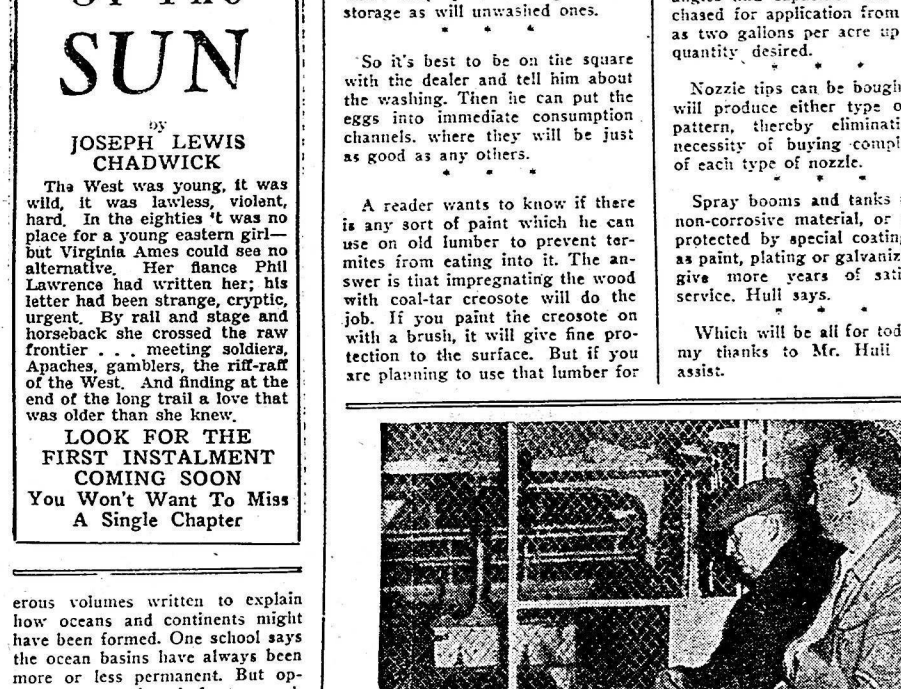 SUN
by
JOSEPH LEWIS
CHADWICK
The West was young, it was
wild, it was lawless, violent,
hard. In the eighties 't was no
place for a young eastern girl—
but Virginia Ames could see no
alternative. Her fiance Phil
Lawrence had written her; his
letter had been strange, cryptic,
urgent. By rail and stage and
horseback she crossed the raw
frontier . . . meeting soldiers,
Apaches, gamblers, the riff-raff
of the West. And finding at the
end of the long trail a love that
was older than she knew.
LOOK FOR THE
FIRST INSTALMENT
COMING SOON
You Won't Want To Miss
A Single Chapter
erous volumes written to explain
how oceans and continents might
have been formed. One school says
the ocean basins have always been
more or less permanent. But op-
storage as will unwashed ones.
* * *
So it's best to be on the square
with the dealer and tell him about
the washing. Then he can put the
eggs into immediate consumption
channels. where they will be just
as good as any others.
* * *
A reader wants to know if there
is any sort of paint which he can
use on old lumber to prevent ter-
mites from eating into it. The an-
swer is that impregnating the wood
with coal-tar creosote will do the
job. If you paint the creosote on
with a brush, it will give fine pro-
tection to the surface. But if you
are planning to use that lumber for
chased for application from
as two gallons per acre up
quantity desired.
* * *
Nozzle tips can be bough
will produce either type o
pattern, thereby eliminati
necessity of buying compl
of each type of nozzle.
* * *
Spray booms and tanks
non-corrosive material, or
protected by special coatin
as paint, plating or galvaniz
give more years of sati
service, Hull says.
* * *
Which will be all for tod
my thanks to Mr. Hull
assist.